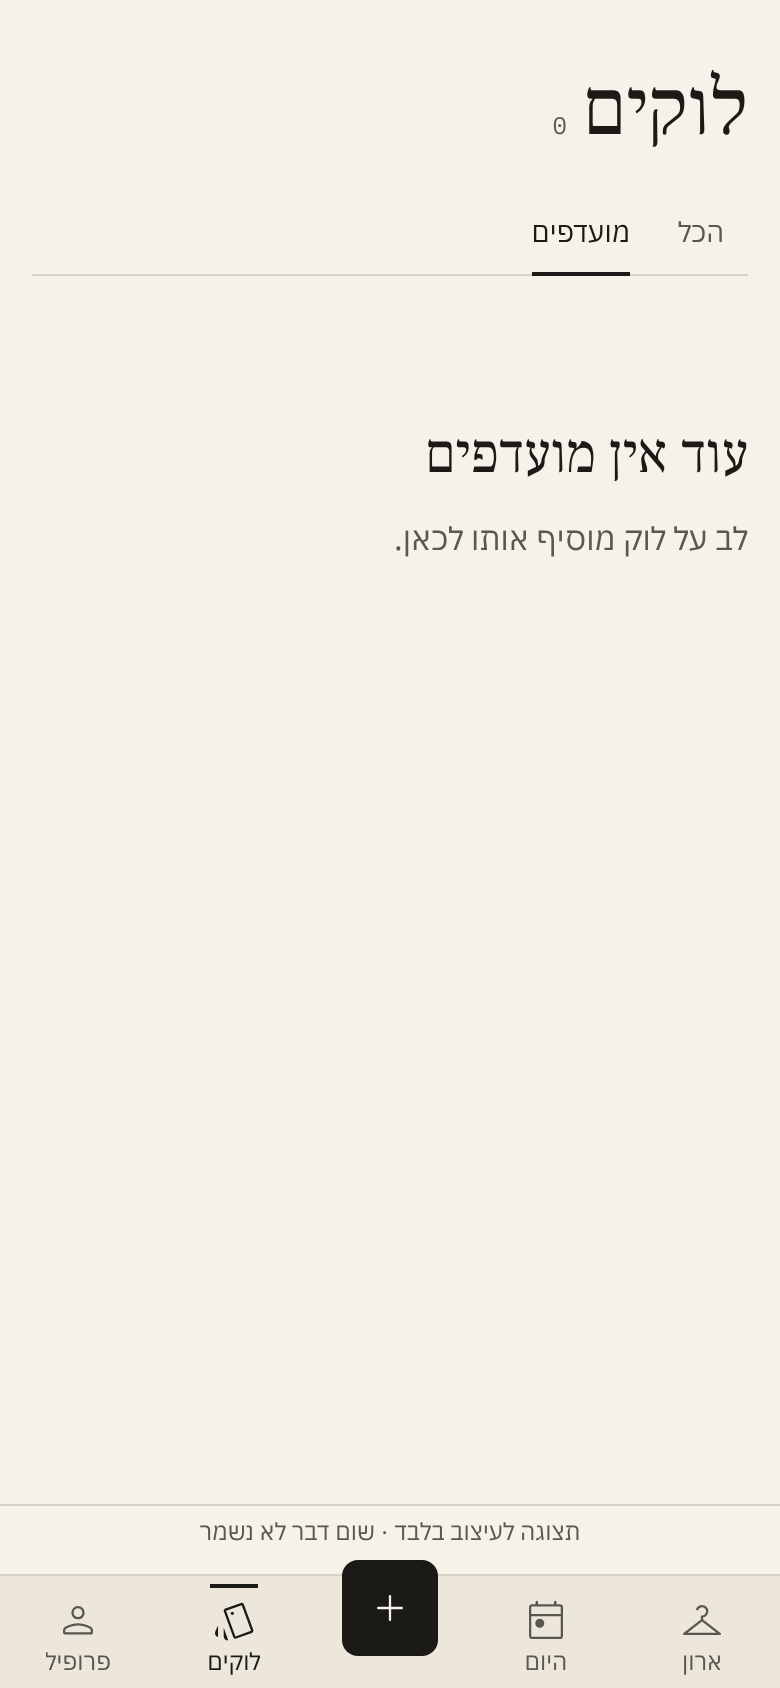 לוקים 0
הכל מועדפים
עוד אין מועדפים
לב על לוק מוסיף אותו לכאן.
תצוגה לעיצוב בלבד · שום דבר לא נשמר
ארון היום + לוקים פרופיל